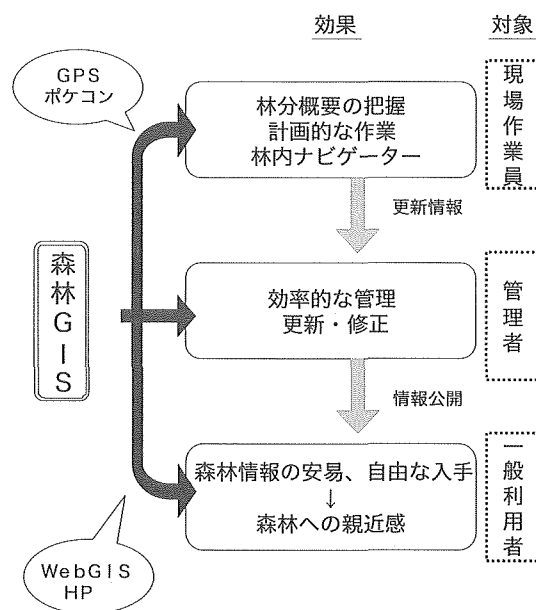 効果
対象
GPS
ポケコン
林分概要の把握
計画的な作業
林内ナビゲーター
現場作業員
更新情報
森林GIS
効率的な管理
更新・修正
管理者
情報公開
森林情報の安易、自由な入手
↓
森林への親近感
一般利用者
WebGIS
HP